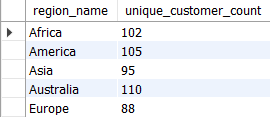 region_name unique_customer_count
Africa 102
America 105
Asia 95
Australia 110
Europe 88